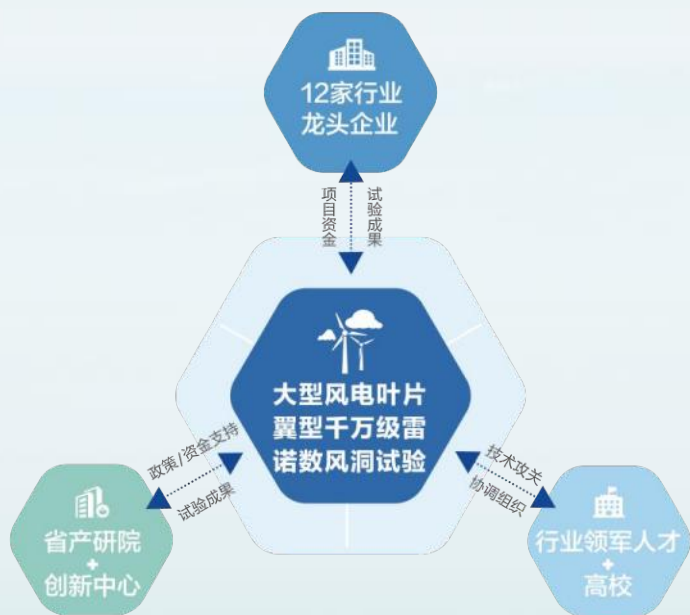 12家行业
龙头企业
项目资金
试验成果
大型风电叶片
翼型千万级雷
诺数风洞试验
政策/资金支持
试验成果
技术攻关
协调组织
省产研院
+
创新中心
行业领军人才
+
高校